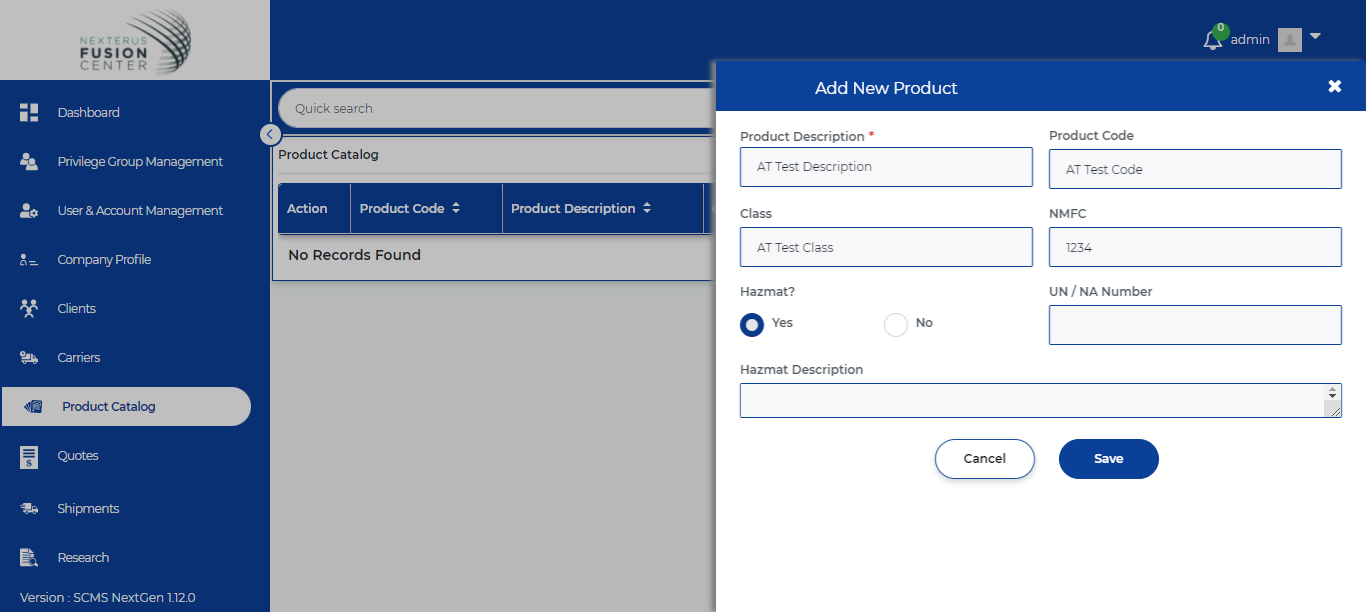 NEXTERUS
FUSION
CENTER
0
admin
Dashboard
Privilege Group Management
User & Account Management
Company Profile
Clients
Carriers
Product Catalog
Quotes
Shipments
Research
Version : SCMS NextGen 1.12.0
Quick search
Product Catalog
Action Product Code Product Description
No Records Found
Add New Product
Product Description * Product Code
AT Test Description AT Test Code
Class NMFC
AT Test Class 1234
Hazmat? UN / NA Number
Yes No
Hazmat Description
Cancel Save